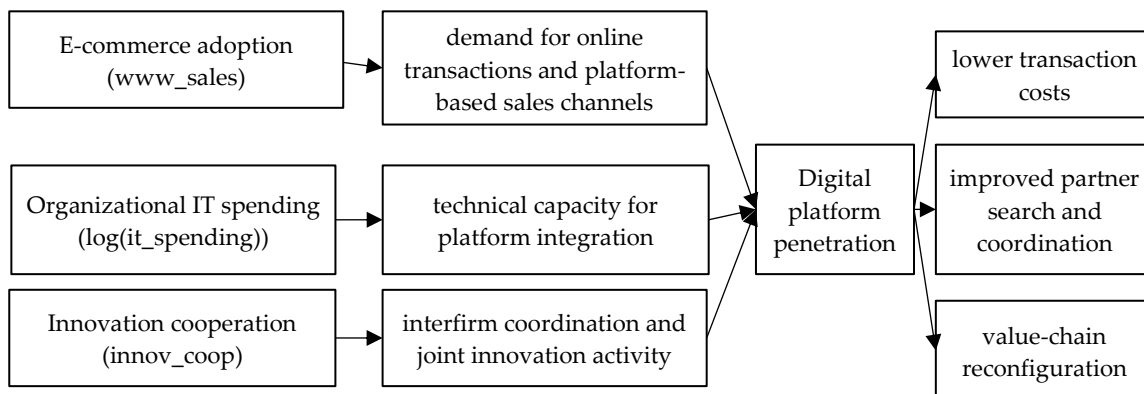 E-commerce adoption
(www_sales)
demand for online
transactions and platform-
based sales channels
Organizational IT spending
(log(it_spending))
technical capacity for
platform integration
Innovation cooperation
(innov_coop)
interfirm coordination and
joint innovation activity
Digital
platform
penetration
lower transaction
costs
improved partner
search and
coordination
value-chain
reconfiguration